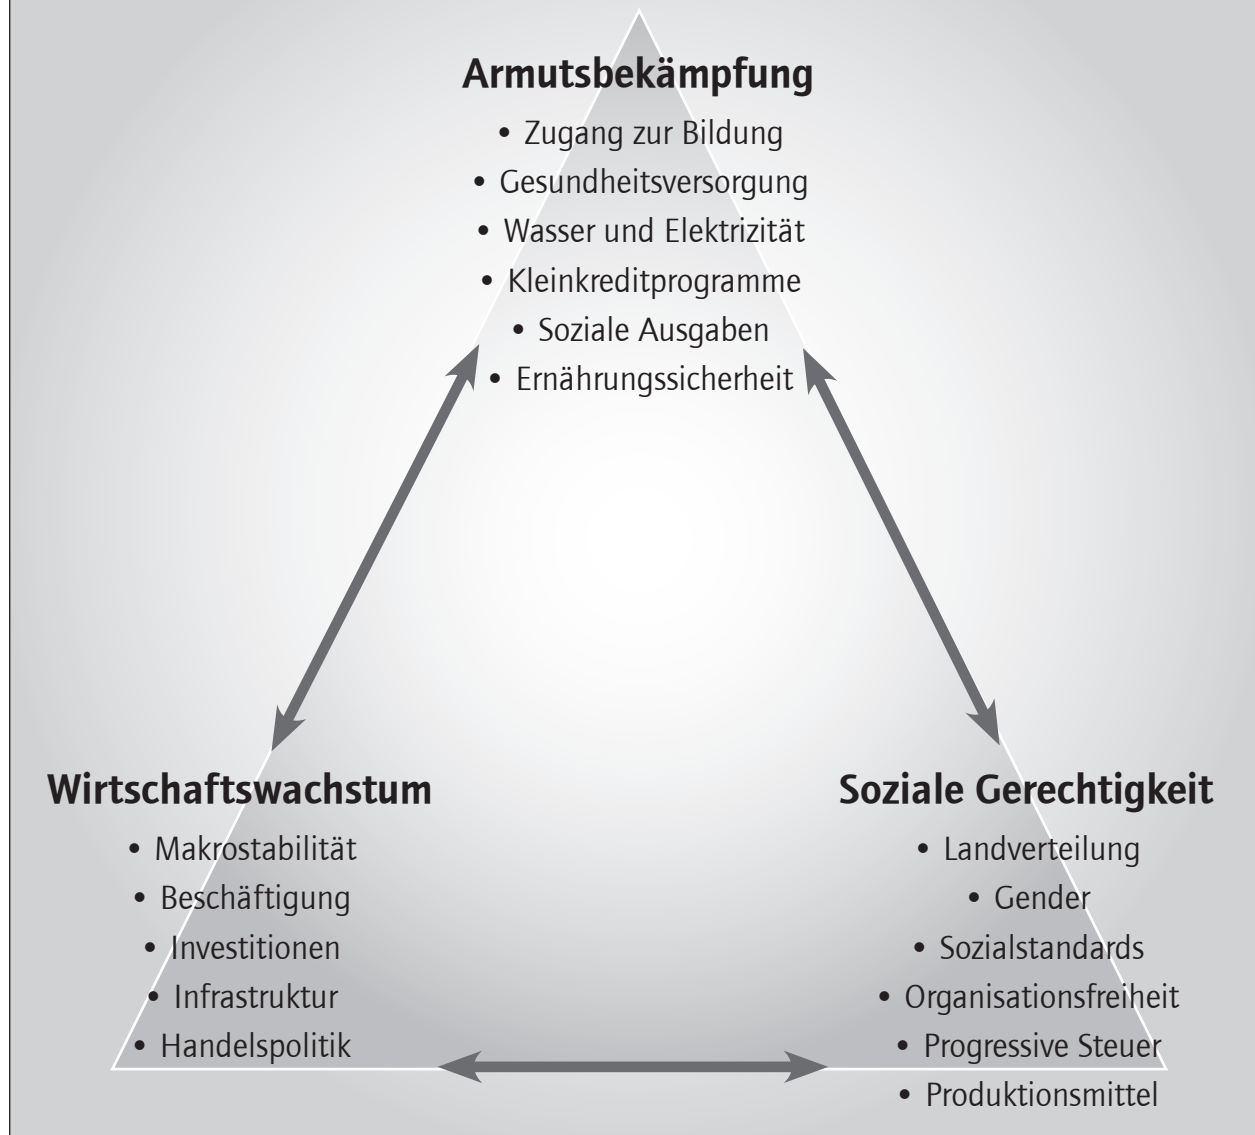 Armutsbekämpfung
• Zugang zur Bildung
• Gesundheitsversorgung
• Wasser und Elektrizität
• Kleinkreditprogramme
• Soziale Ausgaben
• Ernährungssicherheit
Wirtschaftswachstum
• Makrostabilität
• Beschäftigung
• Investitionen
• Infrastruktur
• Handelspolitik
Soziale Gerechtigkeit
• Landverteilung
• Gender
• Sozialstandards
• Organisationsfreiheit
• Progressive Steuer
• Produktionsmittel